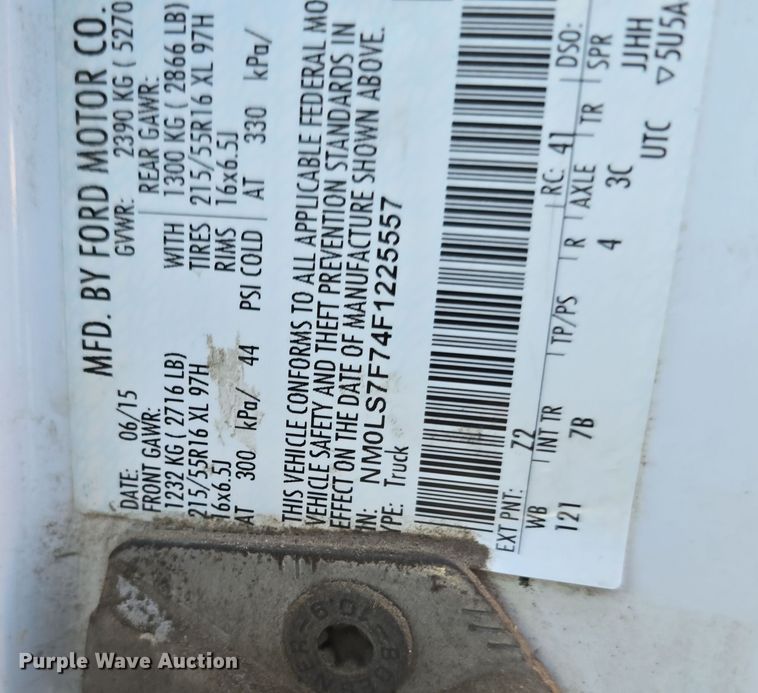 MFD. BY FORD MOTOR CO.
DATE: 06/15 GVWR: 2390 KG ( 5270
FRONT GAWR: REAR GAWR:
1232 KG ( 2716 LB) WITH 1300 KG ( 2866 LB)
215/55R16 XL 97H TIRES 215/55R16 XL 97H
16x6.5J RIMS 16x6.5J
AT 300 kPa/ 44 PSI COLD AT 330 kPa/
THIS VEHICLE CONFORMS TO ALL APPLICABLE FEDERAL MO
VEHICLE SAFETY AND THEFT PREVENTION STANDARDS IN
EFFECT ON THE DATE OF MANUFACTURE SHOWN ABOVE.
IN: NM0LS7F74F1225557
YPE: Truck
EXT PNT: Z2 RC: 41 DSO:
WB INT TR TP/PS R AXLE TR SPR
121 7B 4 3C JJHH
UTC ▽5U5A
10.9
Purple Wave Auction